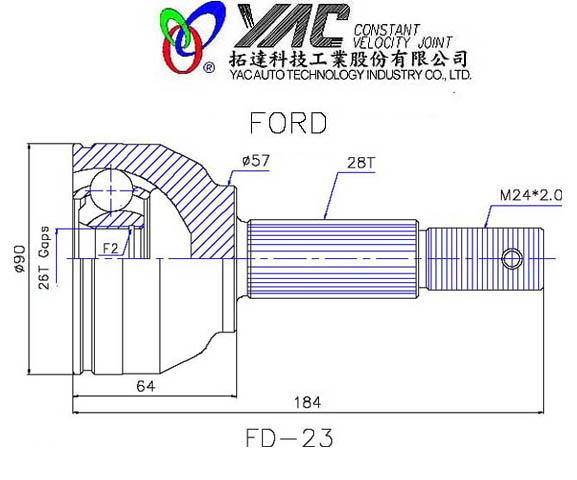 YAC CONSTANT
VELOCITY JOINT
®
拓達科技工業股份有限公司
YAC AUTO TECHNOLOGY INDUSTRY CO., LTD.
FORD
ø57
28T
M24*2.0
ø90
26T Gaps
F2
64
184
FD-23